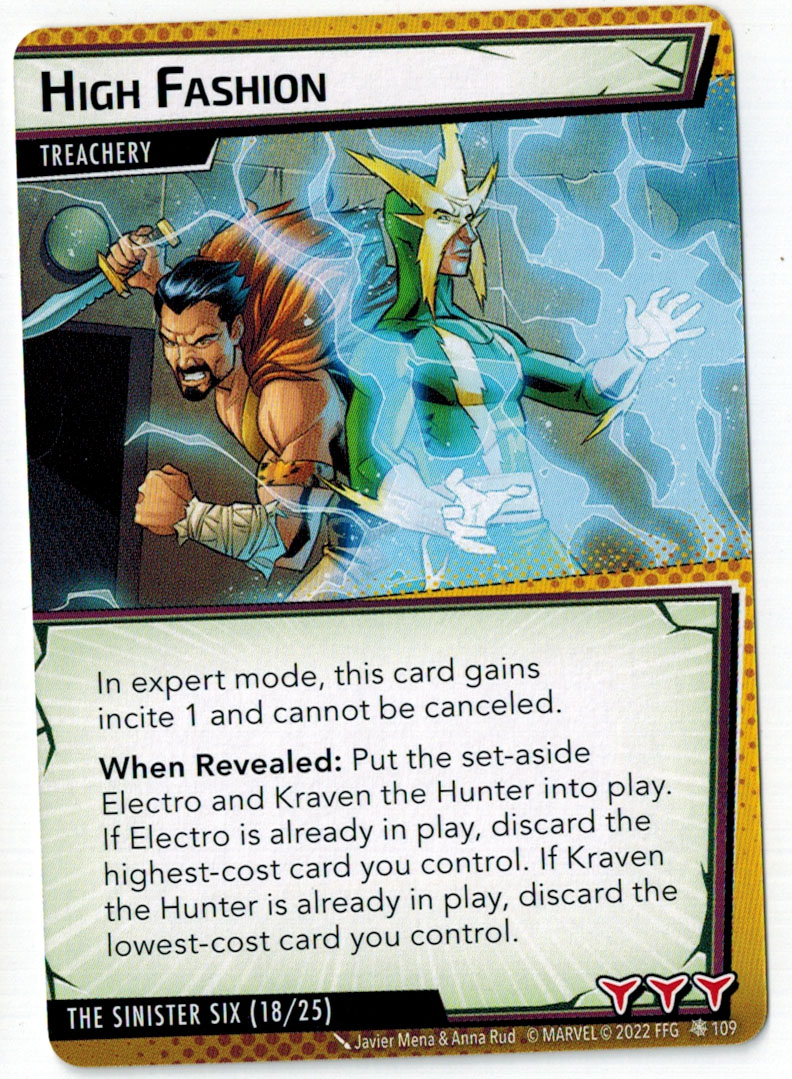 High Fashion
TREACHERY
In expert mode, this card gains
incite 1 and cannot be canceled.
When Revealed: Put the set-aside
Electro and Kraven the Hunter into play.
If Electro is already in play, discard the
highest-cost card you control. If Kraven
the Hunter is already in play, discard the
lowest-cost card you control.
THE SINISTER SIX (18/25)
Javier Mena & Anna Rud © MARVEL © 2022 FFG 109